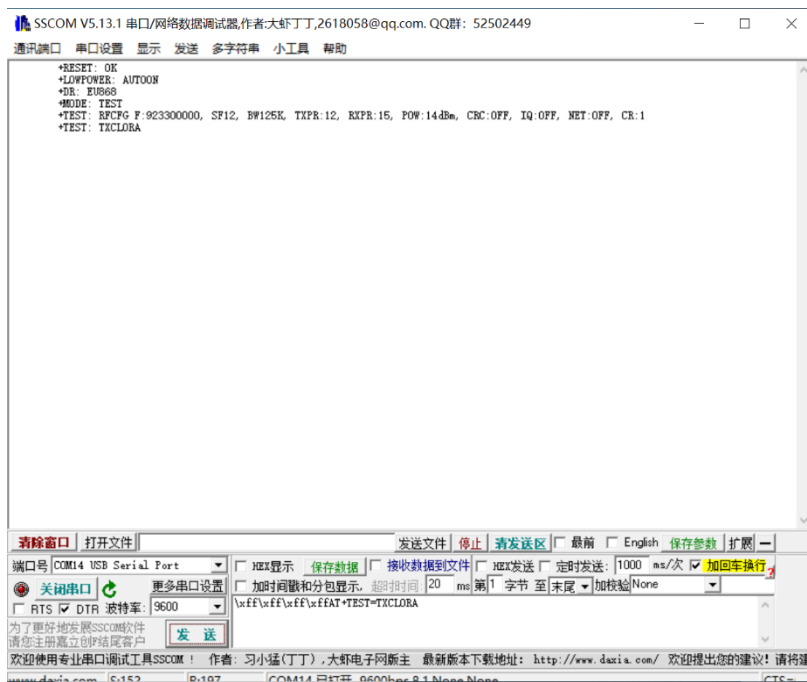 SSCOM V5.13.1 串口/网络数据调试器,作者:大虾丁丁,2618058@qq.com. QQ群: 52502449
通讯端口 串口设置 显示 发送 多字符串 小工具 帮助
+RESET: OK
+LOWPOWER: AUTOON
+DR: EU868
+MODE: TEST
+TEST: RFCFG F:923300000, SF12, BW125K, TXPR:12, RXPR:15, POW:14dBm, CRC:OFF, IQ:OFF, NET:OFF, CR:1
+TEST: TXCLORA
清除窗口 打开文件 发送文件 停止 清发送区 最前 English 保存参数 扩展 —
端口号 COM14 USB Serial Port HEX显示 保存数据 接收数据到文件 HEX发送 定时发送: 1000 ms/次 加回车换行
关闭串口 更多串口设置 加时间戳和分包显示, 超时时间: 20 ms 第 1 字节 至 末尾 加校验 None
RTS DTR 波特率: 9600 \xff\xff\xff\xffAT+TEST=TXCLORA
为了更好地发展SSCOM软件
请您注册嘉立创 结尾客户
发 送
欢迎使用专业串口调试工具SSCOM ! 作者: 习小猛(丁丁) ,大虾电子网版主 最新版本下载地址: http://www.daxia.com/ 欢迎提出您的建议! 请将建
www.daxia.com S:152 R:197 COM14 已打开 9600bps,8,1,None,None CTS=